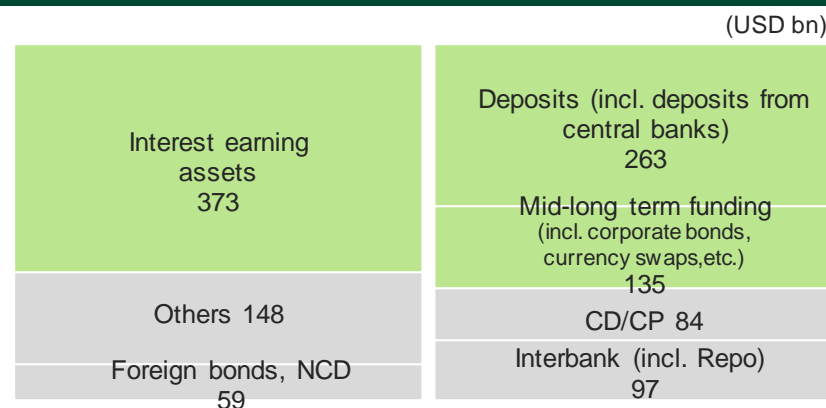 (USD bn)
Interest earning
assets
373
Others 148
Foreign bonds, NCD
59
Deposits (incl. deposits from
central banks)
263
Mid-long term funding
(incl. corporate bonds,
currency swaps,etc.)
135
CD/CP 84
Interbank (incl. Repo)
97